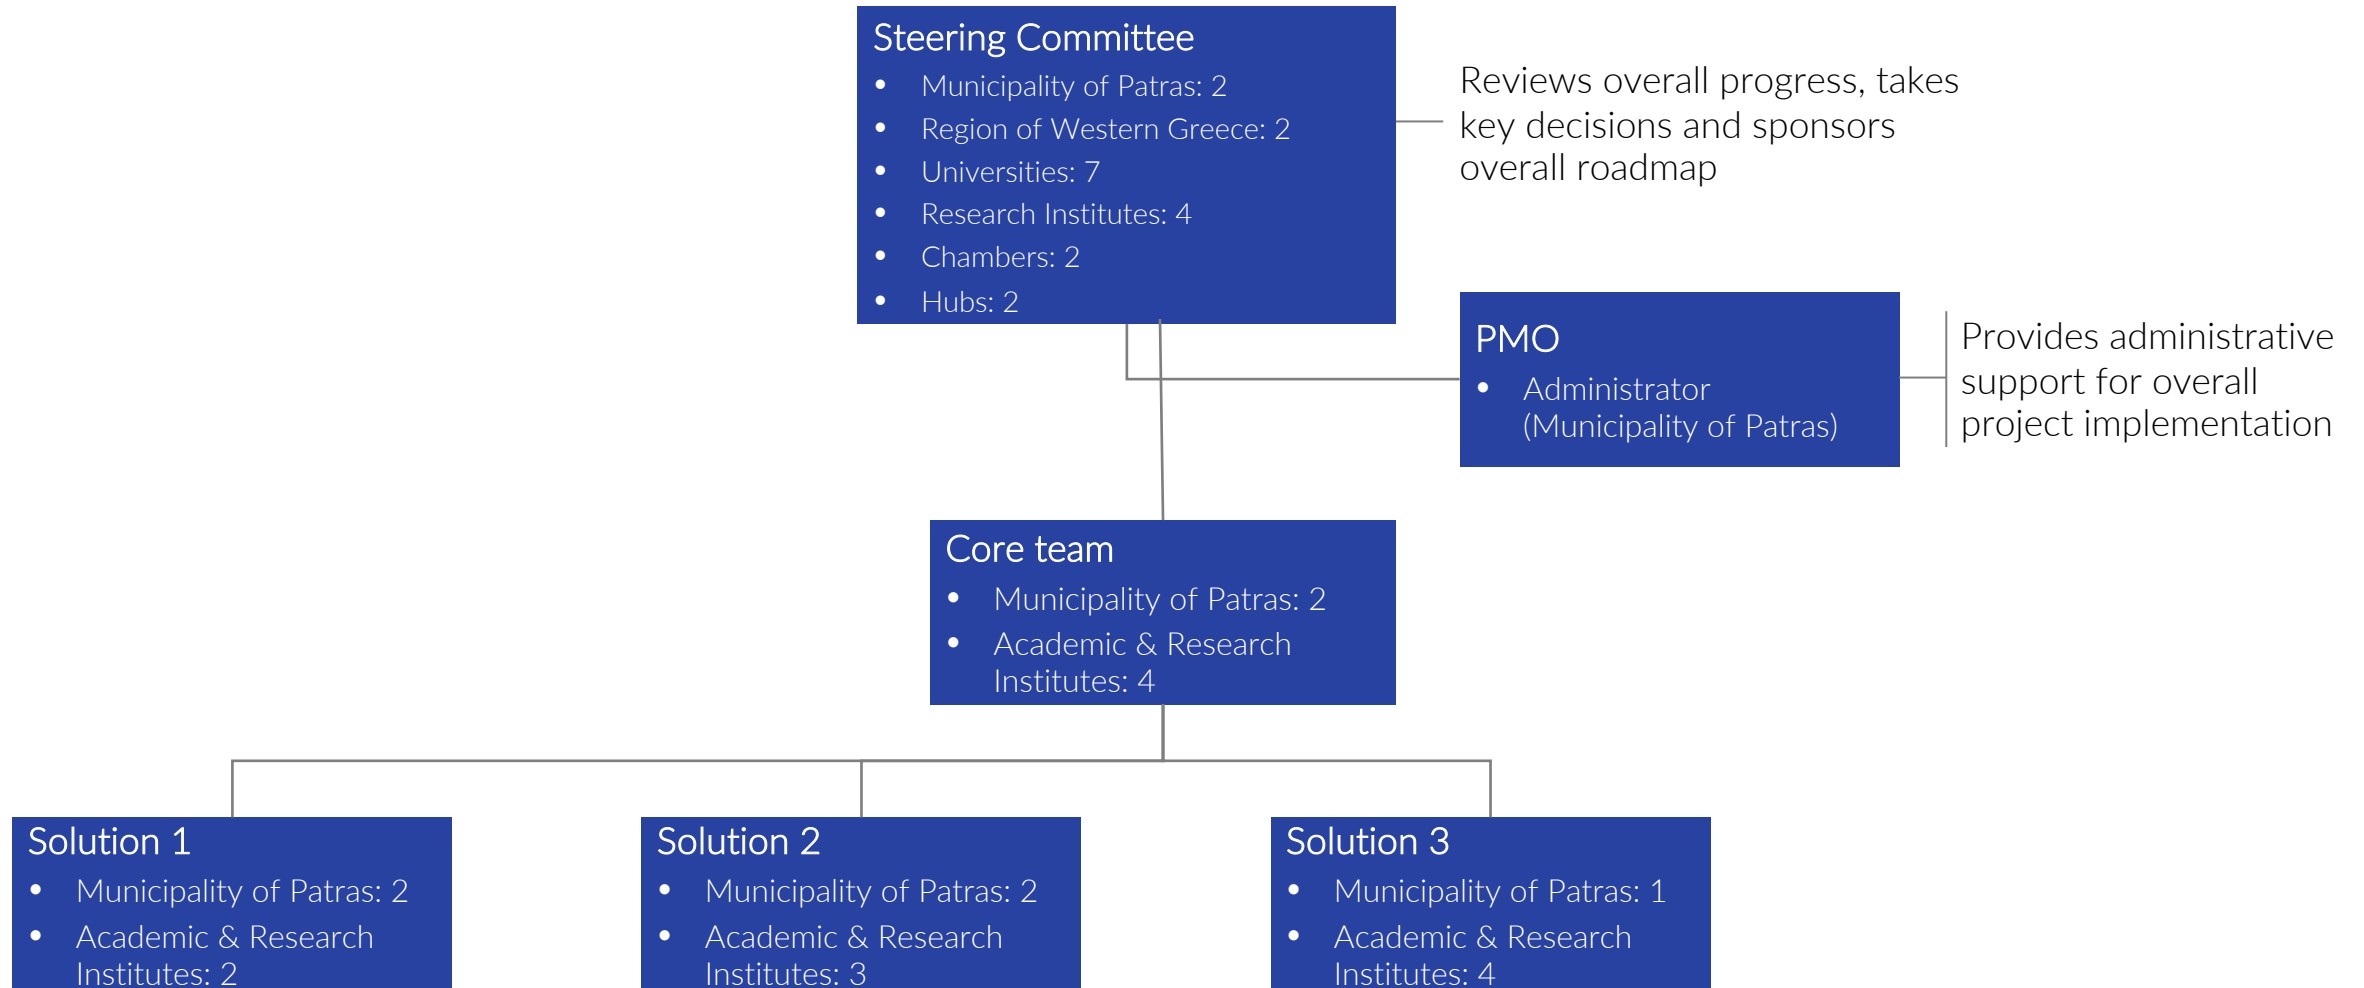 Steering Committee
• Municipality of Patras: 2
• Region of Western Greece: 2
• Universities: 7
• Research Institutes: 4
• Chambers: 2
• Hubs: 2
Reviews overall progress, takes
key decisions and sponsors
overall roadmap
PMO
• Administrator
(Municipality of Patras)
Provides administrative
support for overall
project implementation
Core team
• Municipality of Patras: 2
• Academic & Research
Institutes: 4
Solution 1
• Municipality of Patras: 2
• Academic & Research
Institutes: 2
Solution 2
• Municipality of Patras: 2
• Academic & Research
Institutes: 3
Solution 3
• Municipality of Patras: 1
• Academic & Research
Institutes: 4